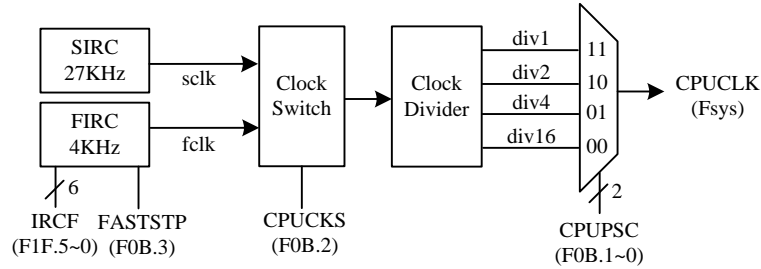 SIRC
27KHz
sclk
FIRC
4KHz
fclk
Clock
Switch
Clock
Divider
div1
div2
div4
div16
11
10
01
00
CPUCLK
(Fsys)
6
2
IRCF
(F1F.5~0)
FASTSTP
(F0B.3)
CPUCKS
(F0B.2)
CPUPSC
(F0B.1~0)